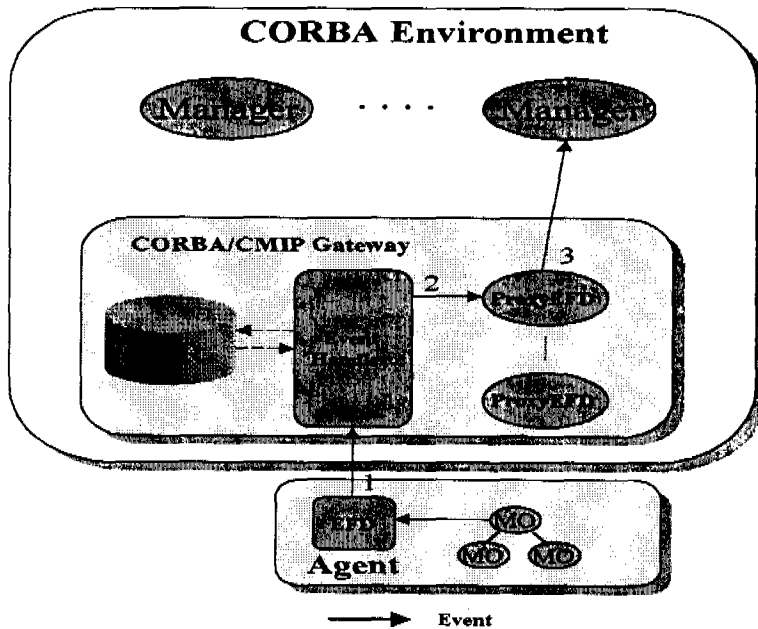 CORBA Environment
Manager
. . . .
Manager
CORBA/CMIP Gateway
3
2
ProxyEFD
ProxyEFD
1
EFD
MO
MO
MO
Agent
Event